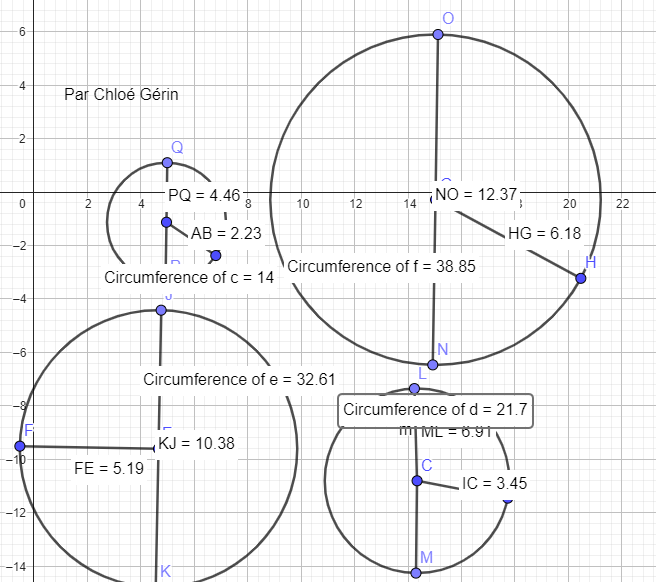 O
6
4
Par Chloé Gérin
2
Q
PQ = 4.46
NO = 12.37
0
2
4
10
12
14
18
20
22
AB = 2.23
HG = 6.18
−2
H
Circumference of f = 38.85
Circumference of c = 14
J
−4
N
−6
L
Circumference of e = 32.61
−8
Circumference of d = 21.7
F
ML = 6.91
KJ = 10.38
−10
FE = 5.19
C
IC = 3.45
−12
M
K
−14